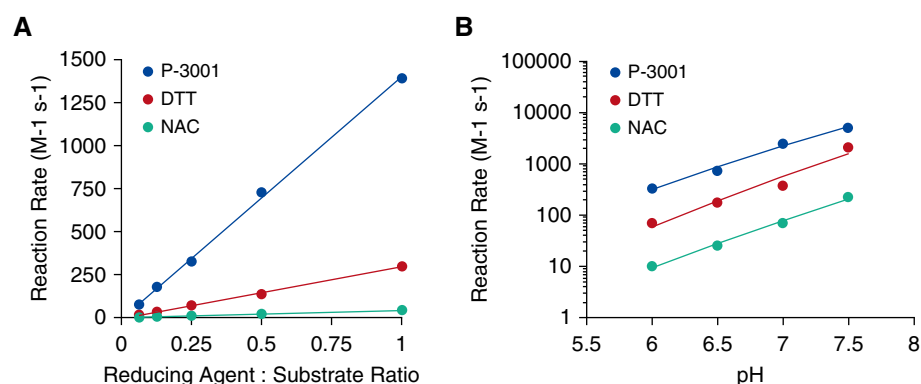 A
Reaction Rate (M-1 s-1)
1500
1250
1000
750
500
250
0
P-3001
DTT
NAC
0
0.25
0.5
0.75
1
Reducing Agent : Substrate Ratio
B
Reaction Rate (M-1 s-1)
100000
10000
1000
100
10
1
P-3001
DTT
NAC
5.5
6
6.5
7
7.5
8
pH